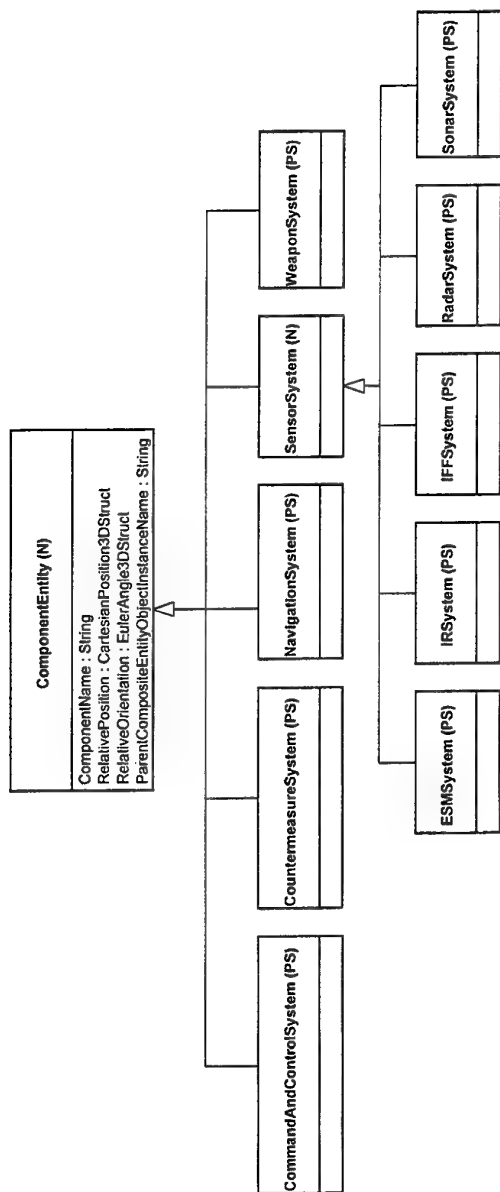 ComponentEntity (N)
ComponentName : String
RelativePosition : CartesianPosition3DStruct
RelativeOrientation : EulerAngle3DStruct
ParentCompositeEntityObjectInstanceName : String
CommandAndControlSystem (PS)
CountermeasureSystem (PS)
NavigationSystem (PS)
SensorSystem (N)
WeaponSystem (PS)
ESMSystem (PS)
IRSystem (PS)
IFFSystem (PS)
RadarSystem (PS)
SonarSystem (PS)